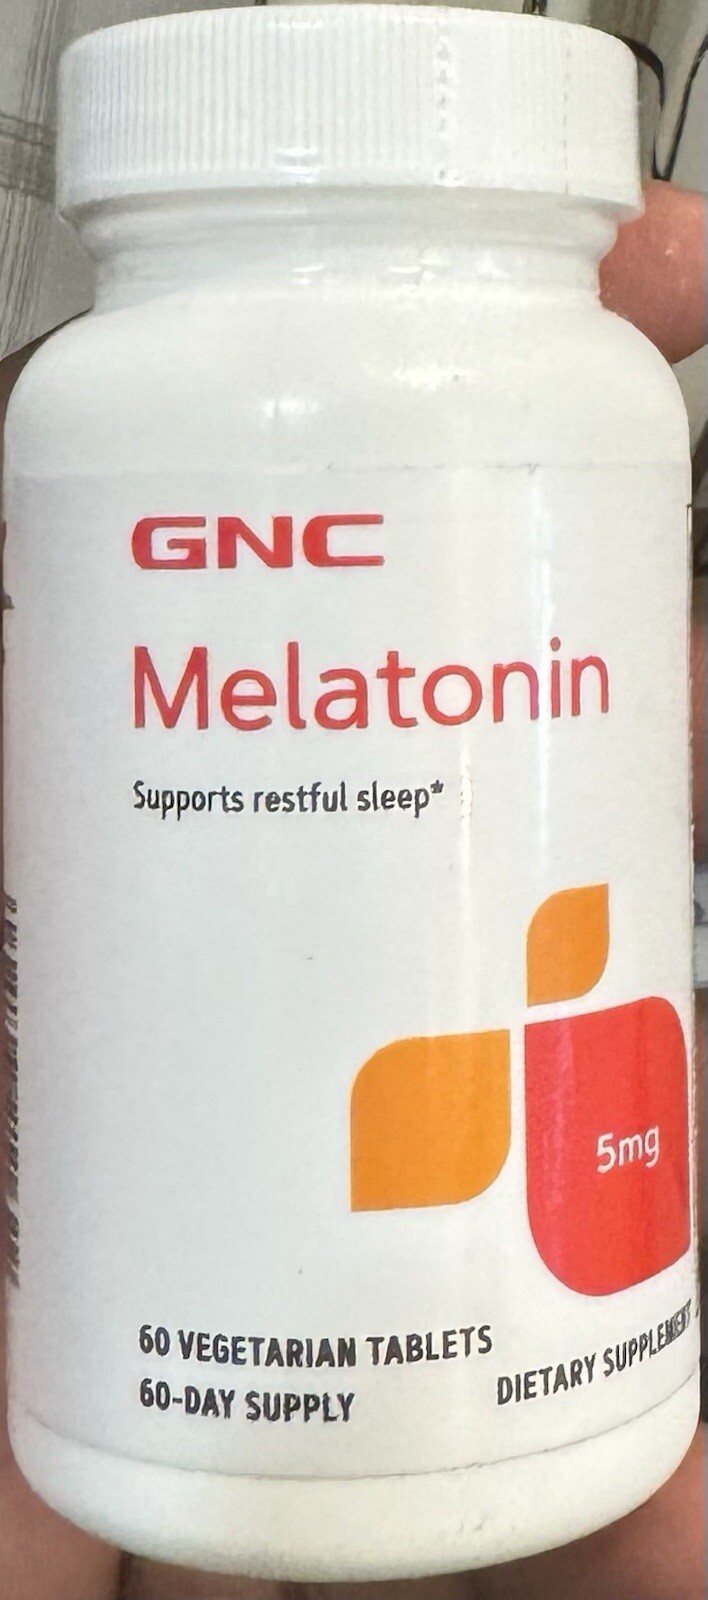 GNC
Melatonin
Supports restful sleep*
5mg
60 VEGETARIAN TABLETS
60-DAY SUPPLY
DIETARY SUPPLEMENT